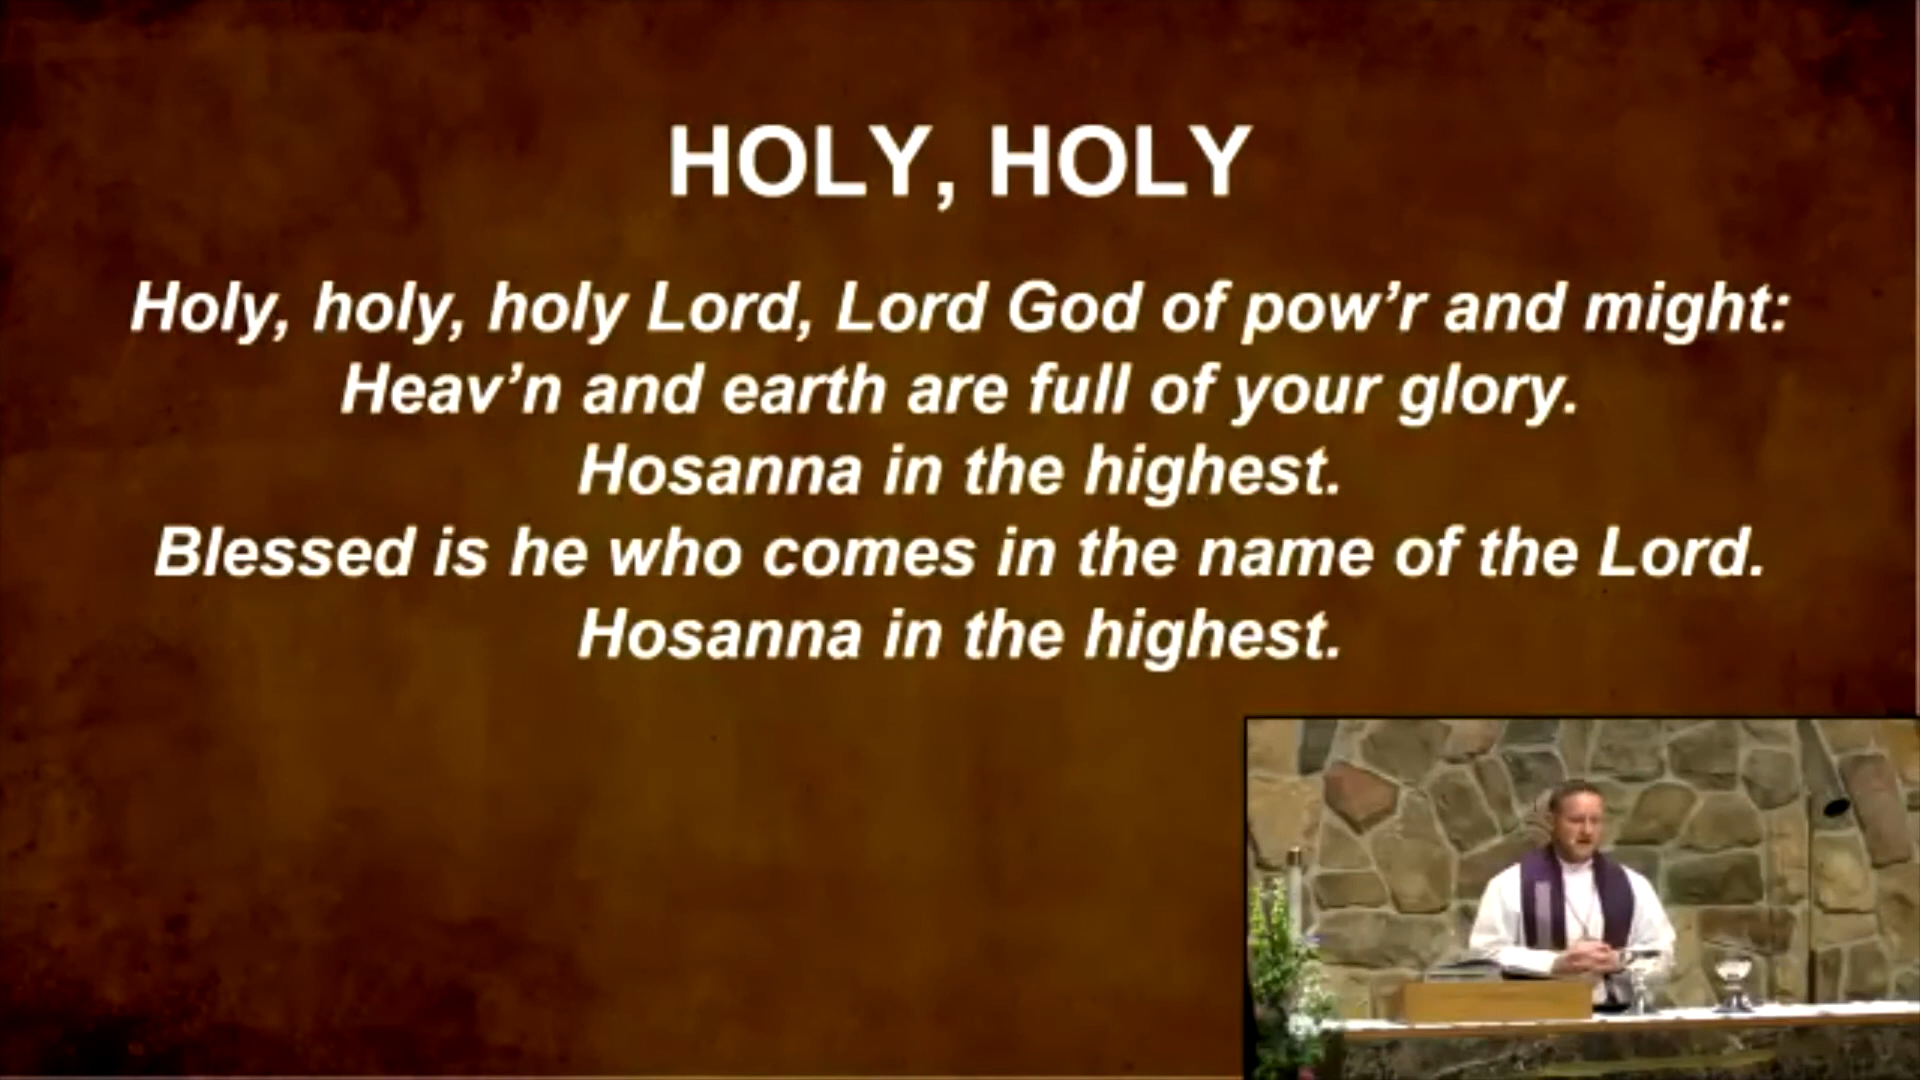 HOLY, HOLY
Holy, holy, holy Lord, Lord God of pow’r and might:
Heav’n and earth are full of your glory.
Hosanna in the highest.
Blessed is he who comes in the name of the Lord.
Hosanna in the highest.